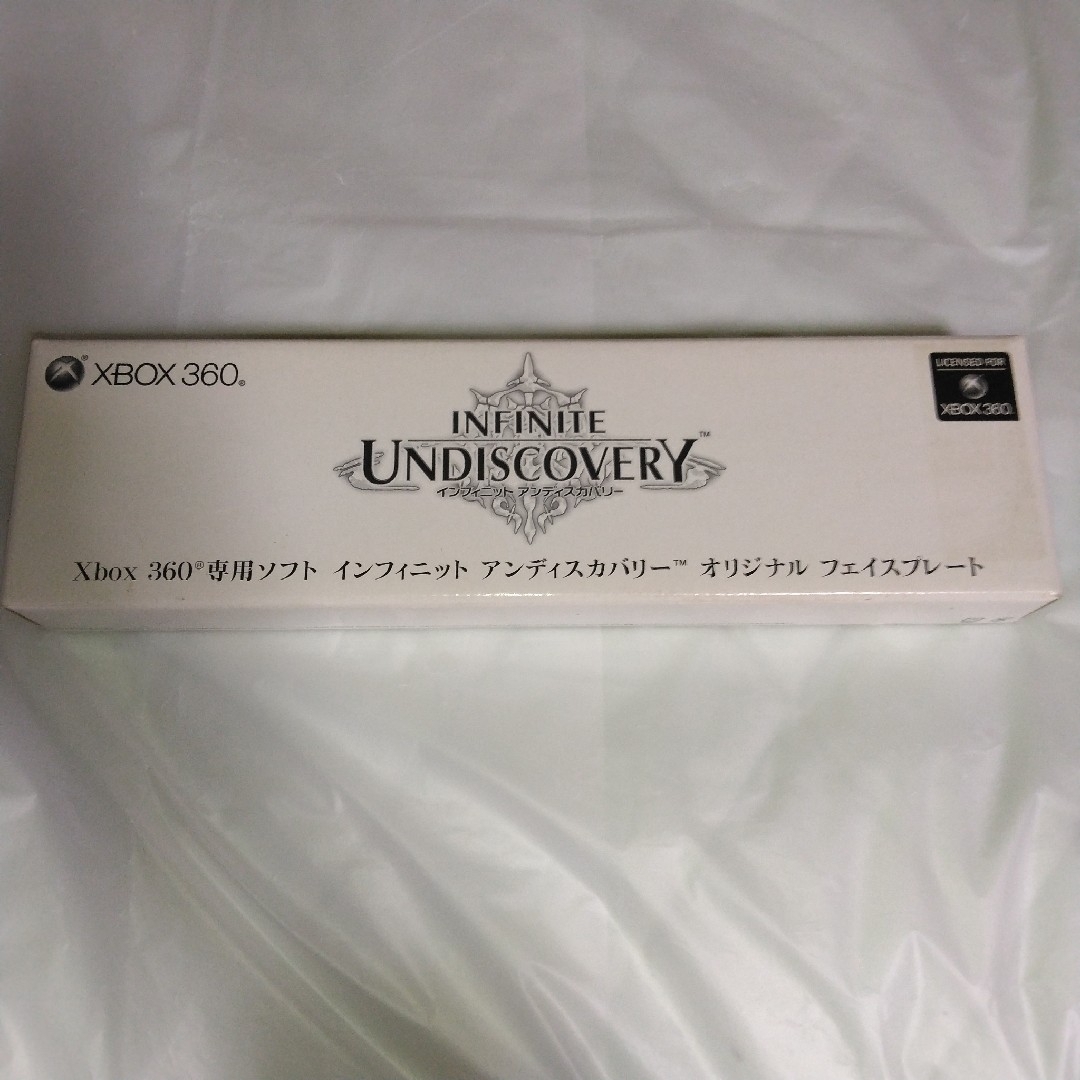 XBOX 360®
LICENSED FOR
XBOX 360
INFINITE
UNDISCOVERY™
インフィニット アンディスカバリー
Xbox 360®専用ソフト インフィニット アンディスカバリー™ オリジナル フェイスプレート